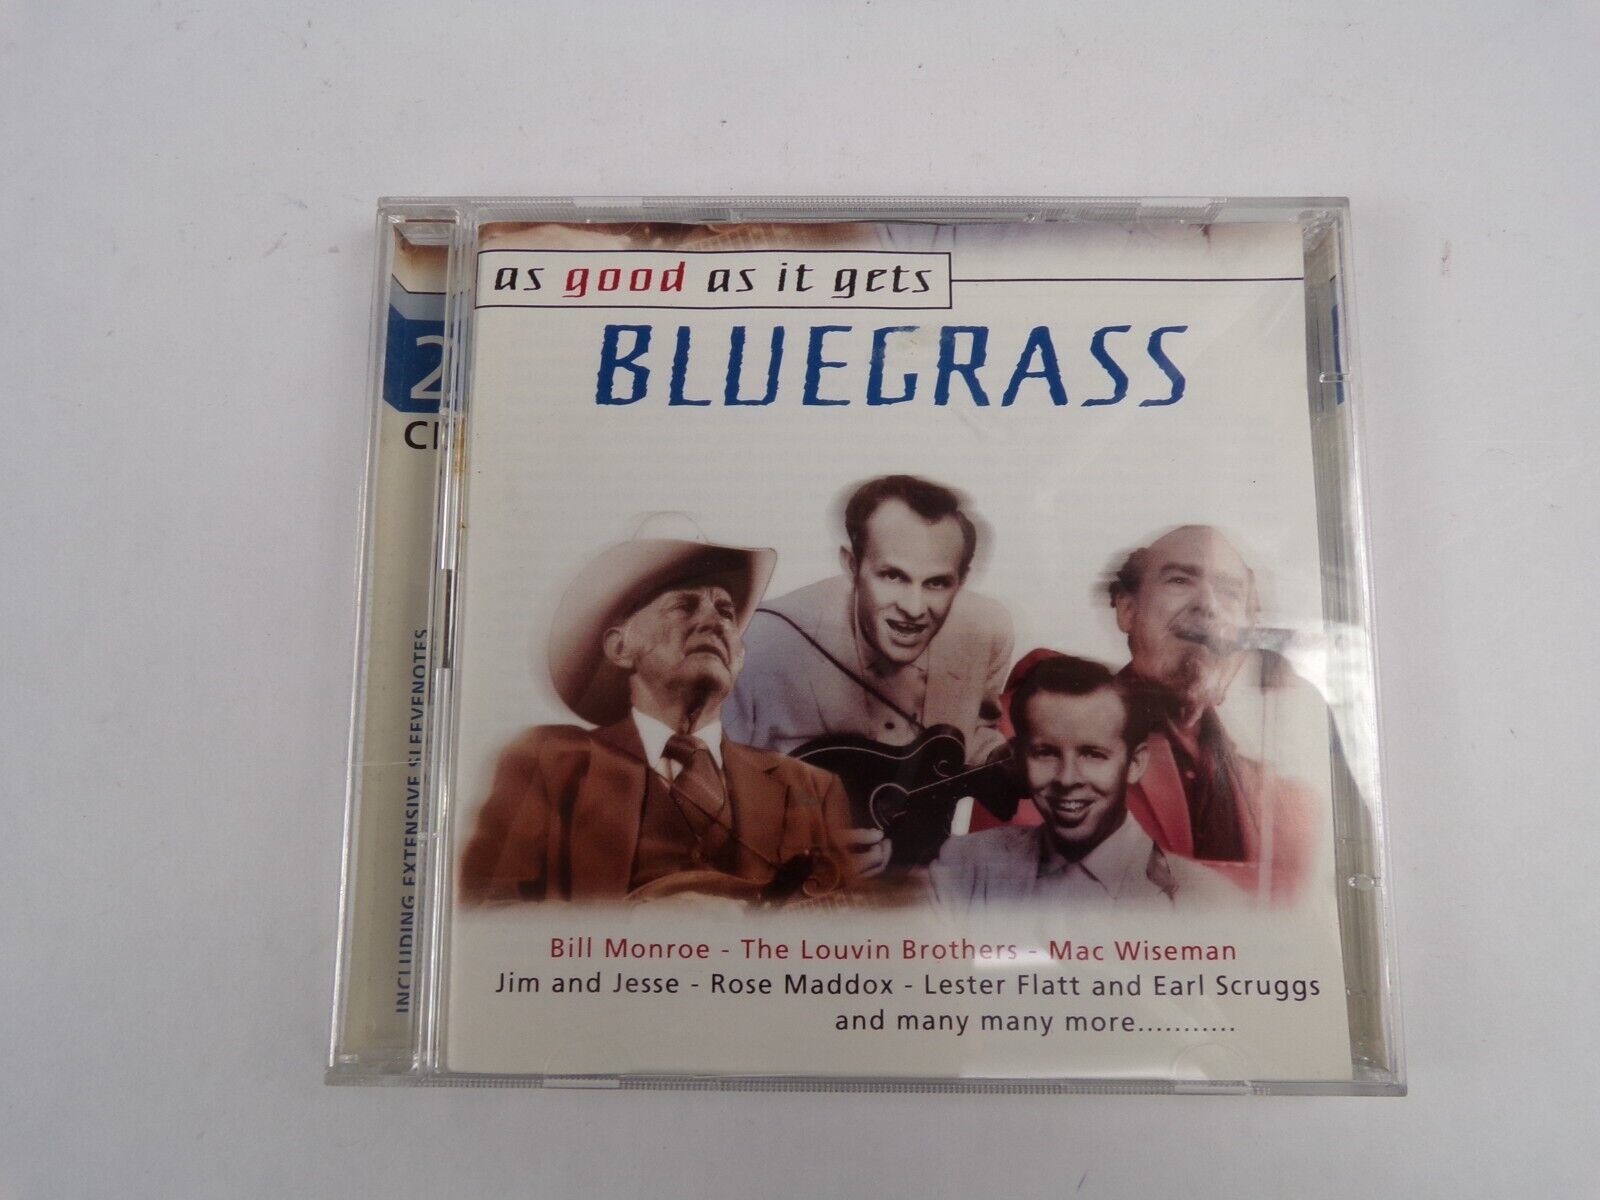 as good as it gets
BLUEGRASS
2
INCLUDING EXTENSIVE SLEEVENOTES
Bill Monroe - The Louvin Brothers - Mac Wiseman
Jim and Jesse - Rose Maddox - Lester Flatt and Earl Scruggs
and many many more...........